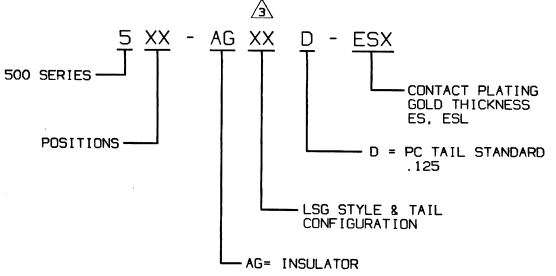 3
5 XX - AG XX D - ESX
500 SERIES
CONTACT PLATING
GOLD THICKNESS
ES, ESL
POSITIONS
D = PC TAIL STANDARD
.125
LSG STYLE & TAIL
CONFIGURATION
AG= INSULATOR